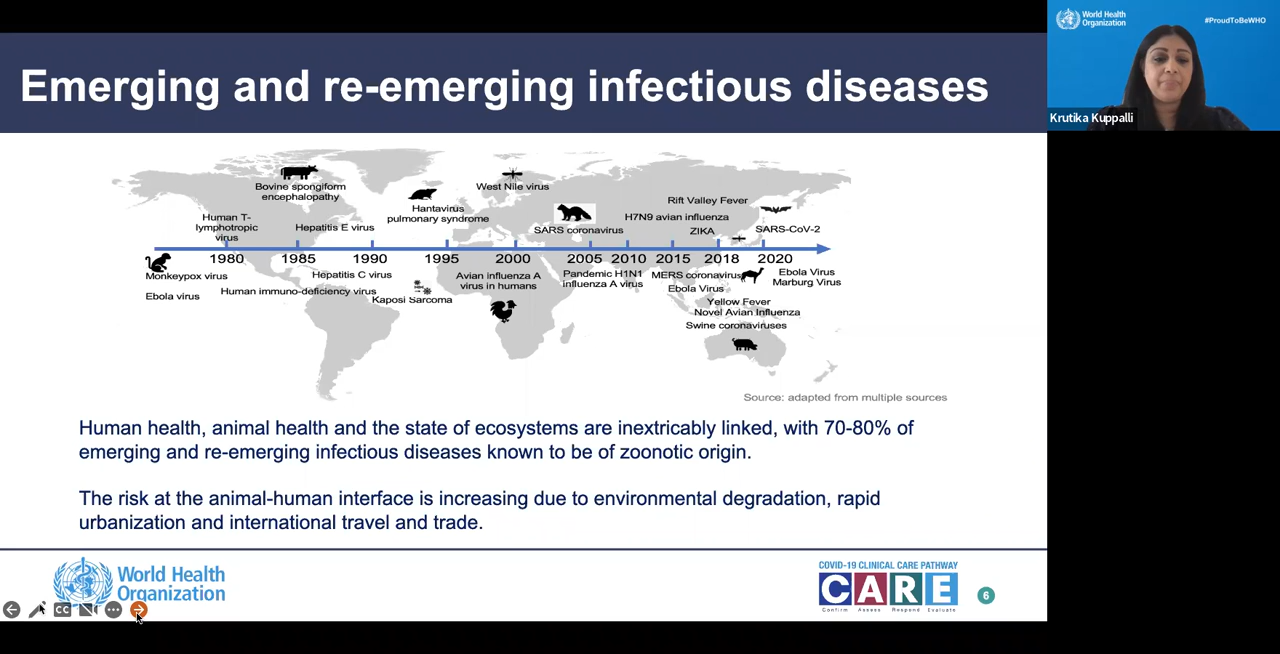 World Health
Organization
#ProudToBeWHO
Krutika Kuppalli
Emerging and re-emerging infectious diseases
Bovine spongiform
encephalopathy
West Nile virus
Hantavirus
pulmonary syndrome
Human T-
lymphotropic
virus
Hepatitis E virus
SARS coronavirus
Rift Valley Fever
H7N9 avian influenza
ZIKA
SARS-CoV-2
1980 1985 1990 1995 2000 2005 2010 2015 2018 2020
Monkeypox virus
Ebola virus
Hepatitis C virus
Human immuno-deficiency virus
Kaposi Sarcoma
Avian influenza A
virus in humans
Pandemic H1N1
influenza A virus
MERS coronavirus
Ebola Virus
Ebola Virus
Marburg Virus
Yellow Fever
Novel Avian Influenza
Swine coronaviruses
Source: adapted from multiple sources
Human health, animal health and the state of ecosystems are inextricably linked, with 70-80% of
emerging and re-emerging infectious diseases known to be of zoonotic origin.
The risk at the animal-human interface is increasing due to environmental degradation, rapid
urbanization and international travel and trade.
World Health
Organization
CC
COVID-19 CLINICAL CARE PATHWAY
CARE
Confirm Assess Respond Evaluate
6